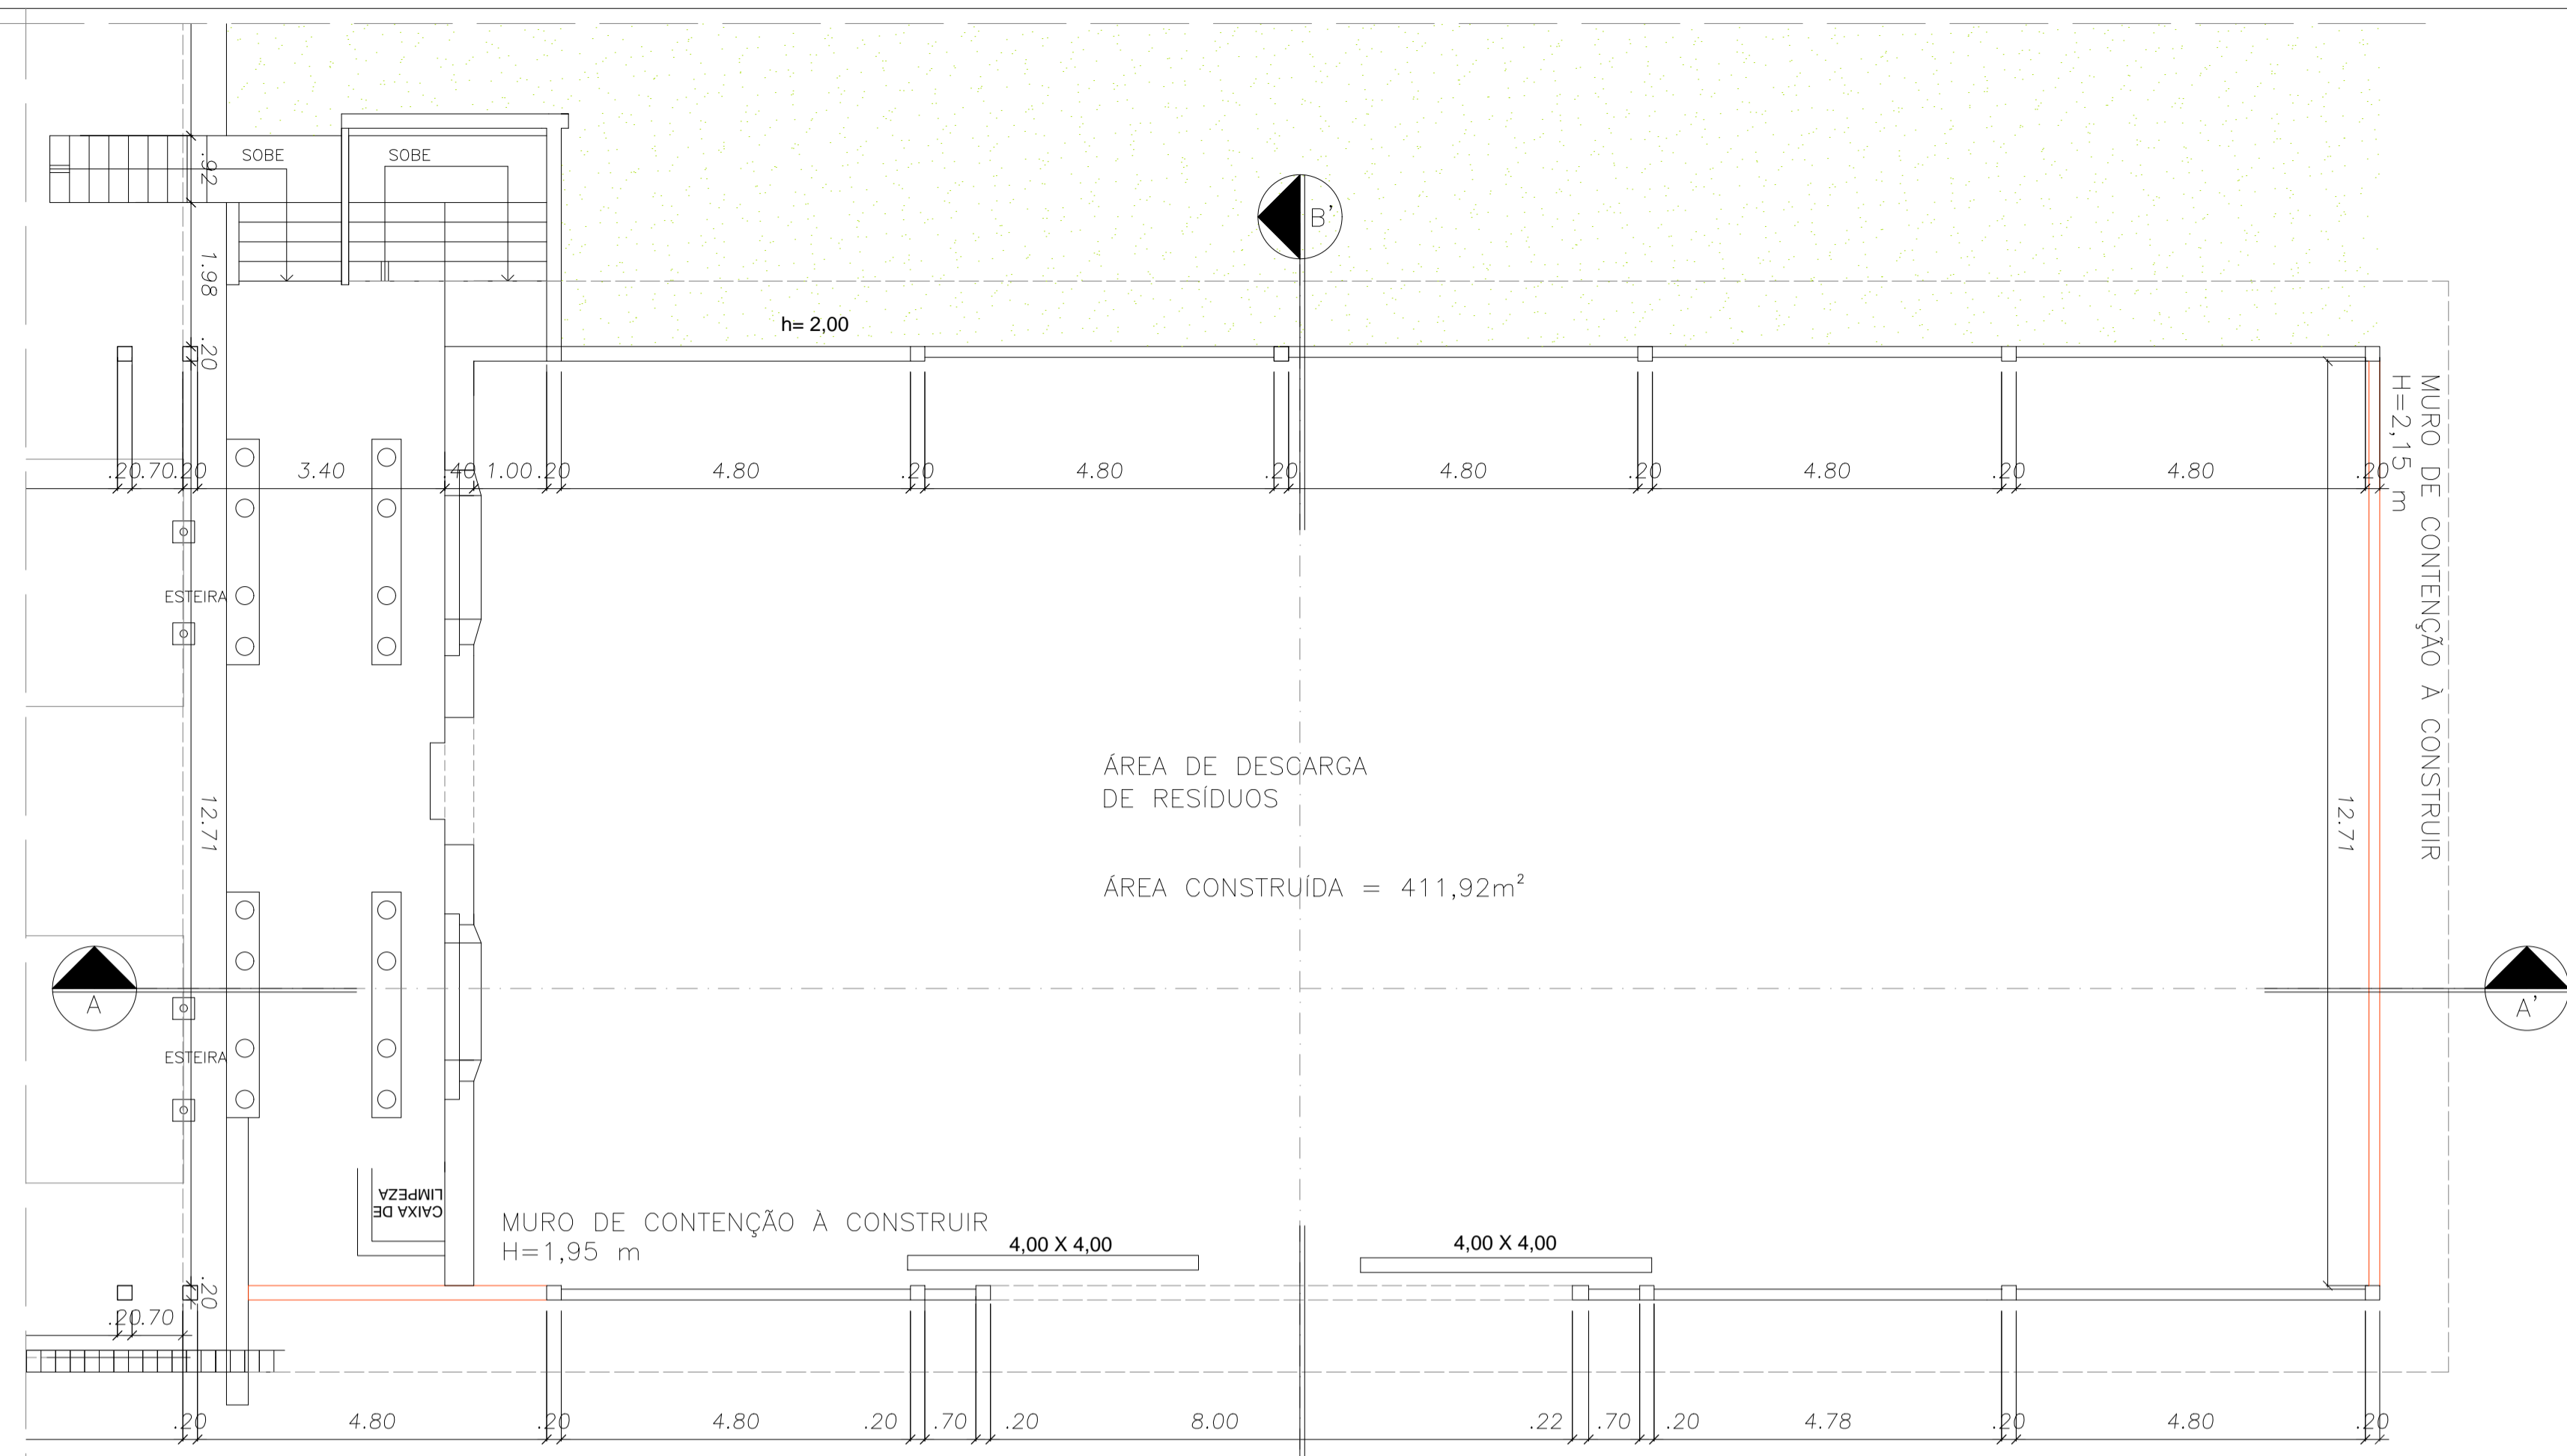 SOBE
SOBE
.92
1.98
.20
B'
h= 2,00
MURO DE CONTENÇÃO À CONSTRUIR
H=2,15 m
.20
.70
.20
3.40
.40
1.00
.20
4.80
.20
4.80
.20
4.80
.20
4.80
.20
4.80
.20
ESTEIRA
12.71
12.71
ÁREA DE DESCARGA
DE RESÍDUOS
ÁREA CONSTRUÍDA = 411,92m²
A
A'
ESTEIRA
CAIXA DE
LIMPEZA
MURO DE CONTENÇÃO À CONSTRUIR
H=1,95 m
4,00 X 4,00
4,00 X 4,00
.20
.20
.70
.20
4.80
.20
4.80
.20
.70
.20
8.00
.22
.70
.20
4.78
.20
4.80
.20